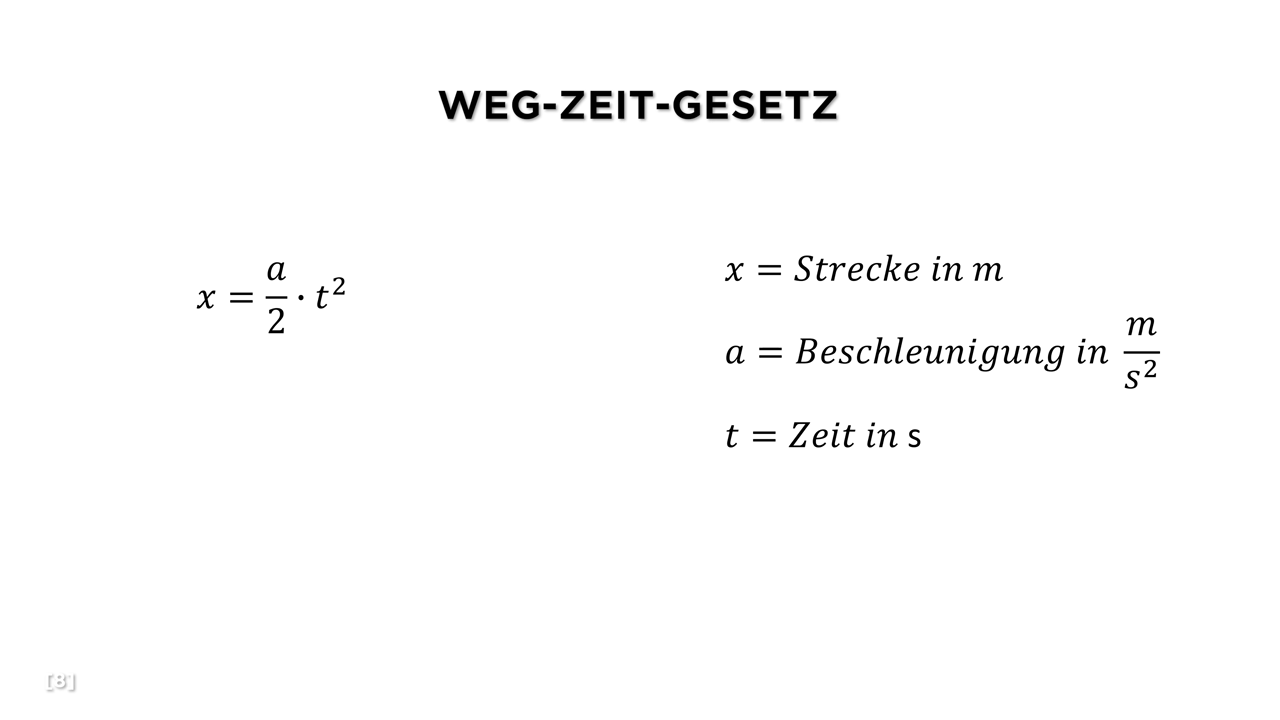 WEG-ZEIT-GESETZ
x = a/2 · t²
x = Strecke in m
a = Beschleunigung in m/s²
t = Zeit in s
[8]